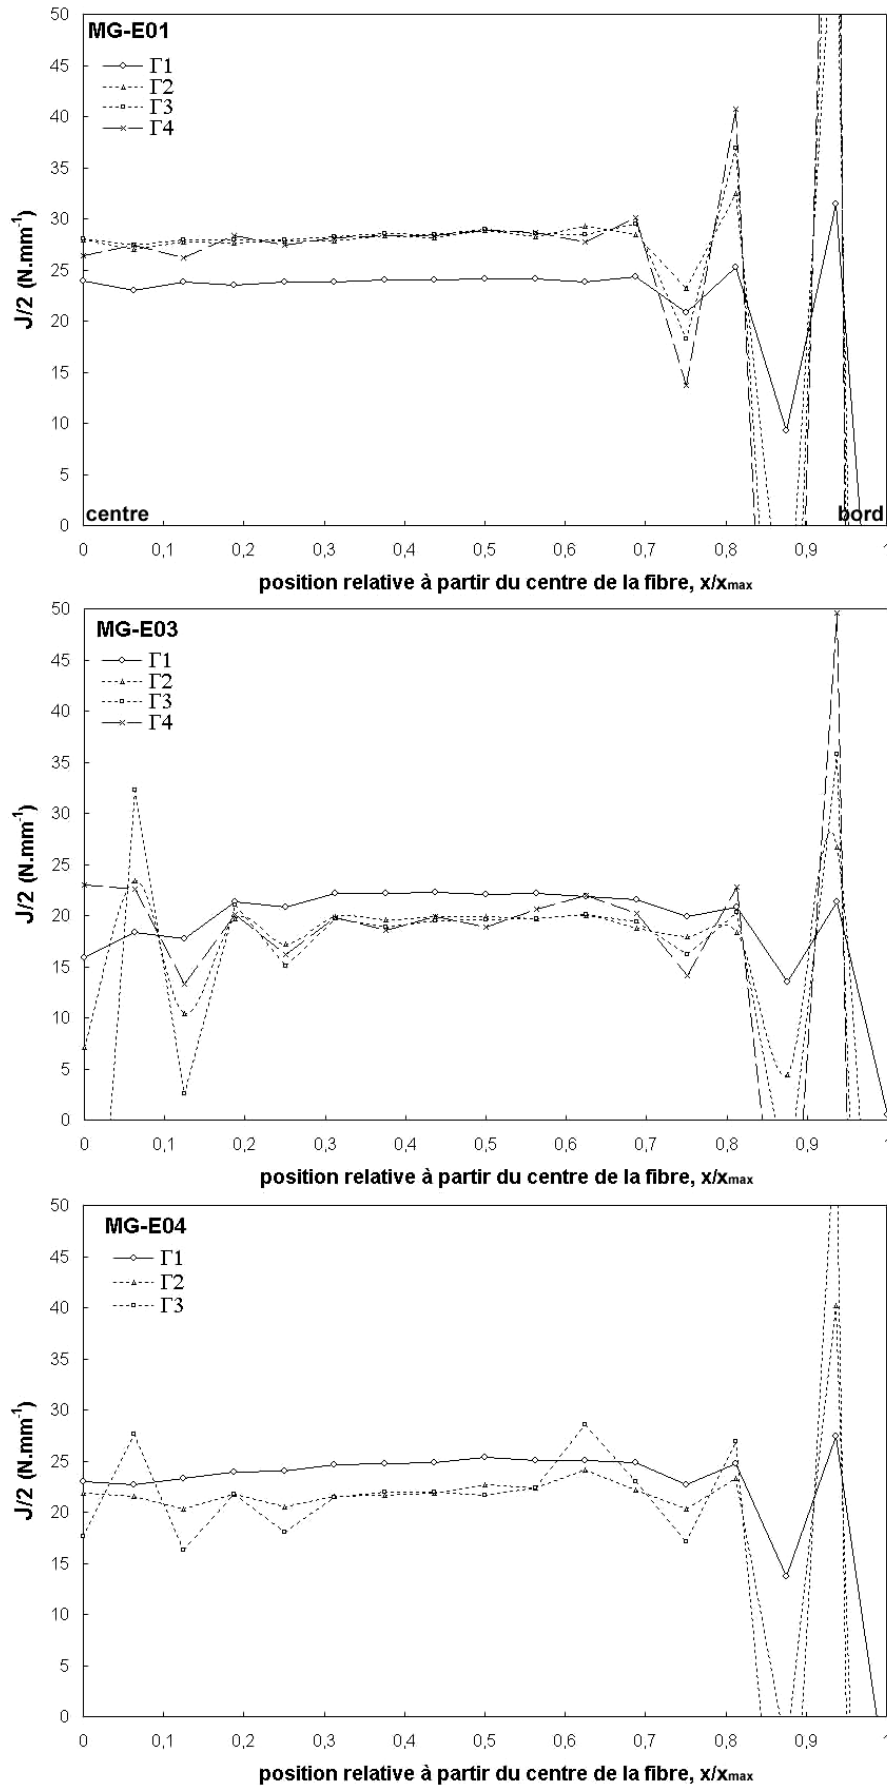 MG-E01
Γ1
Γ2
Γ3
Γ4
50
45
40
35
30
25
20
15
10
5
0
J/2 (N.mm-1)
centre
bord
0 0,1 0,2 0,3 0,4 0,5 0,6 0,7 0,8 0,9 1
position relative à partir du centre de la fibre, x/xmax
MG-E03
Γ1
Γ2
Γ3
Γ4
50
45
40
35
30
25
20
15
10
5
0
J/2 (N.mm-1)
0 0,1 0,2 0,3 0,4 0,5 0,6 0,7 0,8 0,9 1
position relative à partir du centre de la fibre, x/xmax
MG-E04
Γ1
Γ2
Γ3
50
45
40
35
30
25
20
15
10
5
0
J/2 (N.mm-1)
0 0,1 0,2 0,3 0,4 0,5 0,6 0,7 0,8 0,9 1
position relative à partir du centre de la fibre, x/xmax